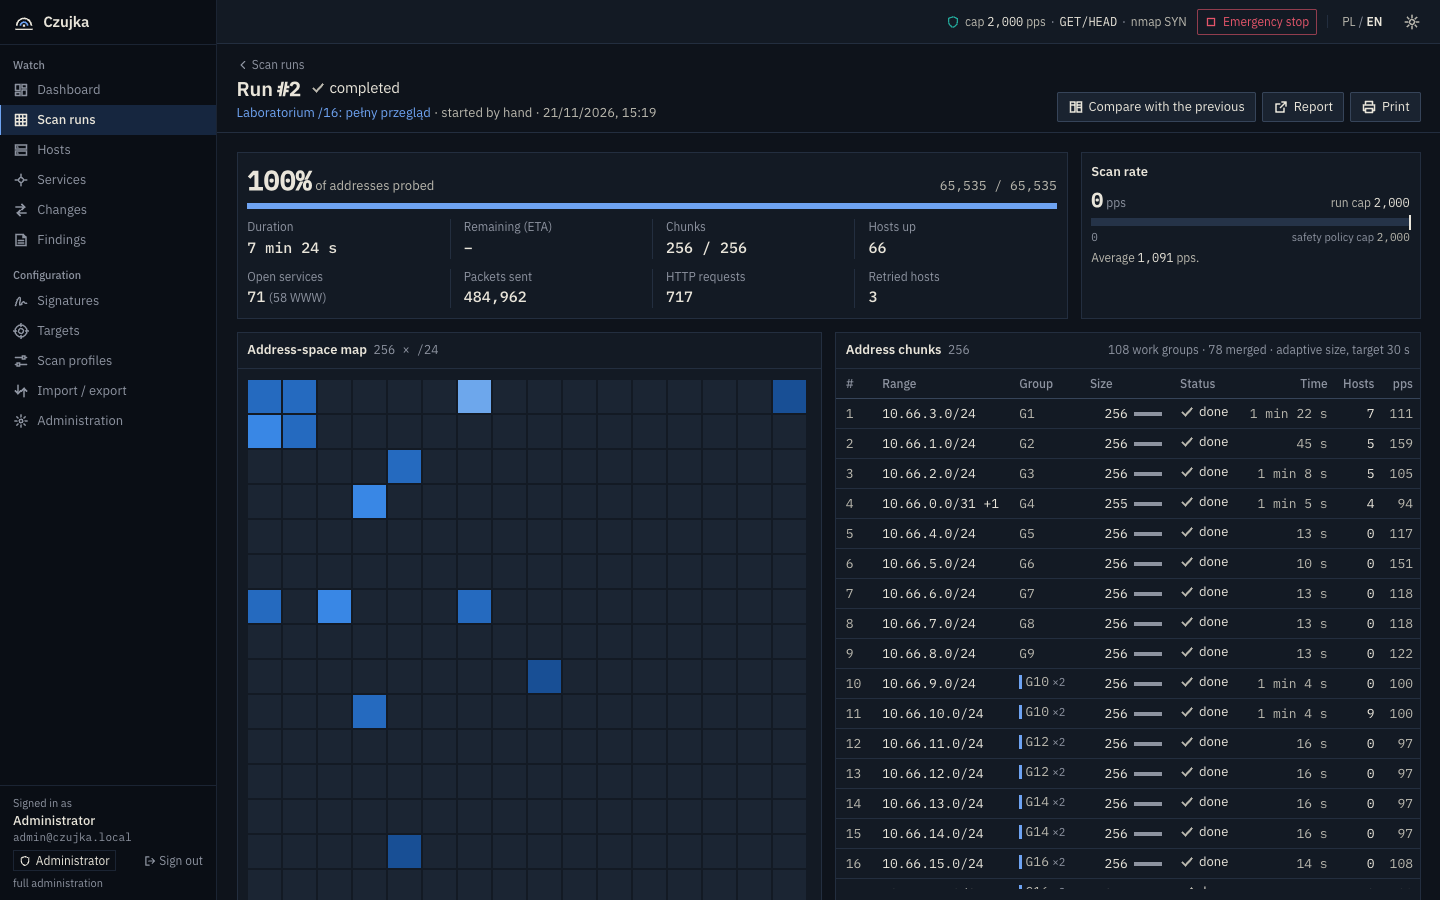 Czujka
cap 2,000 pps · GET/HEAD · nmap SYN
Emergency stop
PL / EN
Watch
Dashboard
Scan runs
Hosts
Services
Changes
Findings
Configuration
Signatures
Targets
Scan profiles
Import / export
Administration
Signed in as
Administrator
admin@czujka.local
Administrator
Sign out
full administration
Scan runs
Run #2 completed
Laboratorium /16: pełny przegląd · started by hand · 21/11/2026, 15:19
Compare with the previous
Report
Print
100% of addresses probed
65,535 / 65,535
Duration
7 min 24 s
Remaining (ETA)
–
Chunks
256 / 256
Hosts up
66
Open services
71 (58 WWW)
Packets sent
484,962
HTTP requests
717
Retried hosts
3
Scan rate
0 pps
run cap 2,000
0
safety policy cap 2,000
Average 1,091 pps.
Address-space map 256 × /24
Address chunks 256
108 work groups · 78 merged · adaptive size, target 30 s
# Range Group Size Status Time Hosts pps
1 10.66.3.0/24 G1 256 done 1 min 22 s 7 111
2 10.66.1.0/24 G2 256 done 45 s 5 159
3 10.66.2.0/24 G3 256 done 1 min 8 s 5 105
4 10.66.0.0/31 +1 G4 255 done 1 min 5 s 4 94
5 10.66.4.0/24 G5 256 done 13 s 0 117
6 10.66.5.0/24 G6 256 done 10 s 0 151
7 10.66.6.0/24 G7 256 done 13 s 0 118
8 10.66.7.0/24 G8 256 done 13 s 0 118
9 10.66.8.0/24 G9 256 done 13 s 0 122
10 10.66.9.0/24 G10 ×2 256 done 1 min 4 s 0 100
11 10.66.10.0/24 G10 ×2 256 done 1 min 4 s 9 100
12 10.66.11.0/24 G12 ×2 256 done 16 s 0 97
13 10.66.12.0/24 G12 ×2 256 done 16 s 0 97
14 10.66.13.0/24 G14 ×2 256 done 16 s 0 97
15 10.66.14.0/24 G14 ×2 256 done 16 s 0 97
16 10.66.15.0/24 G16 ×2 256 done 14 s 0 108